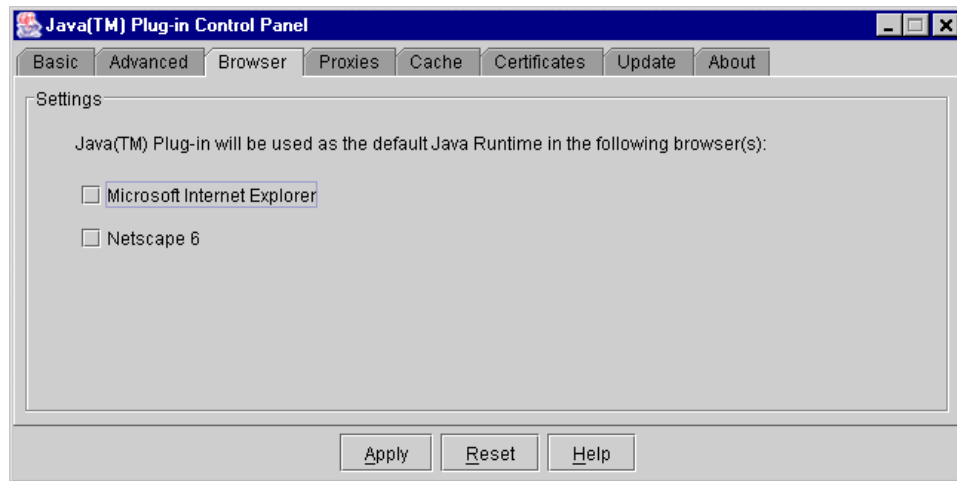 Java(TM) Plug-in Control Panel
Basic Advanced Browser Proxies Cache Certificates Update About
Settings
Java(TM) Plug-in will be used as the default Java Runtime in the following browser(s):
Microsoft Internet Explorer
Netscape 6
Apply Reset Help